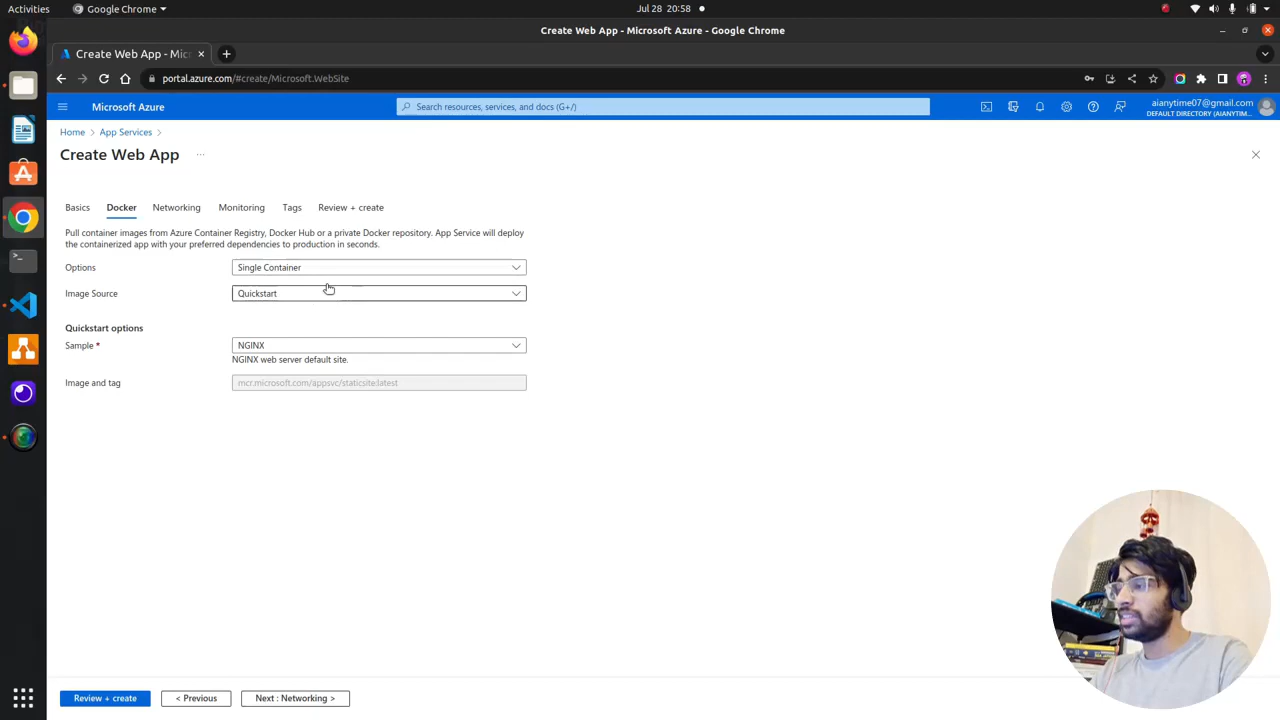 Activities
Google Chrome
Jul 28 20:58
Create Web App - Microsoft Azure - Google Chrome
Create Web App - Mic
portal.azure.com/#create/Microsoft.WebSite
Microsoft Azure
Search resources, services, and docs (G+/)
aianytime07@gmail.com
DEFAULT DIRECTORY (AIANYTIM...
Home > App Services >
Create Web App ...
Basics Docker Networking Monitoring Tags Review + create
Pull container images from Azure Container Registry, Docker Hub or a private Docker repository. App Service will deploy
the containerized app with your preferred dependencies to production in seconds.
Options Single Container
Image Source Quickstart
Quickstart options
Sample * NGINX
NGINX web server default site.
Image and tag mcr.microsoft.com/appsvc/staticsite:latest
Review + create < Previous Next : Networking >